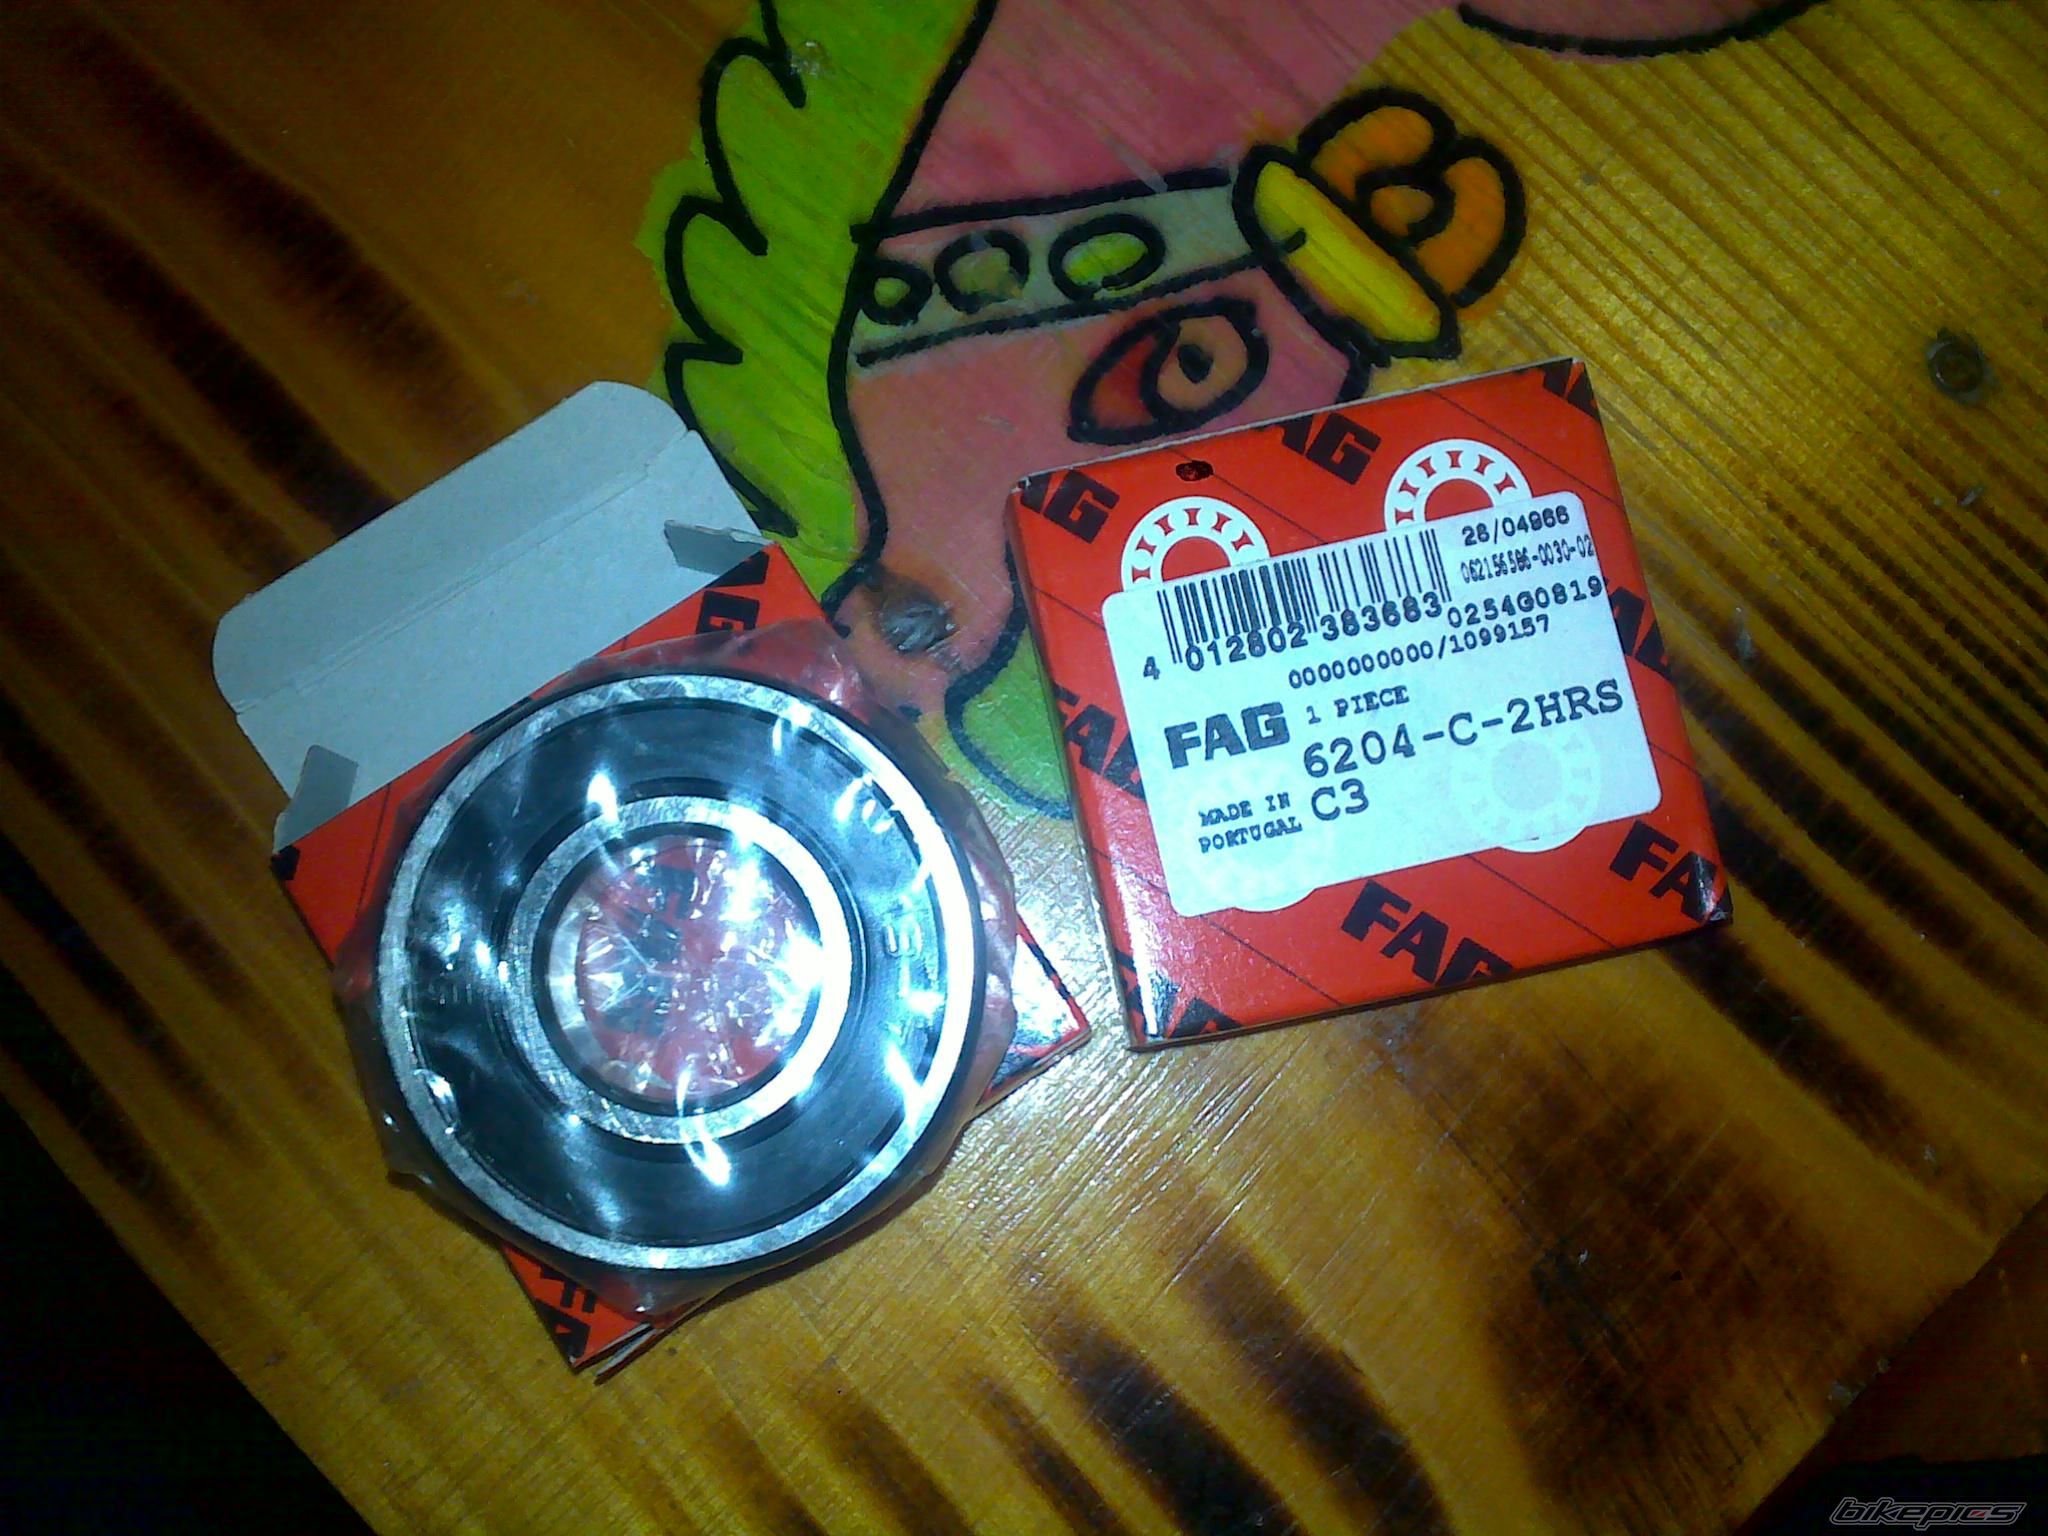 FAG
FAG
FAG
28/04966
062156586-0030-02
4 012802 383683
0254G0819
0000000000/1099157
FAG 1 PIECE
6204-C-2HRS
MADE IN
PORTUGAL C3
FAG
FAG
FAG
bikepics